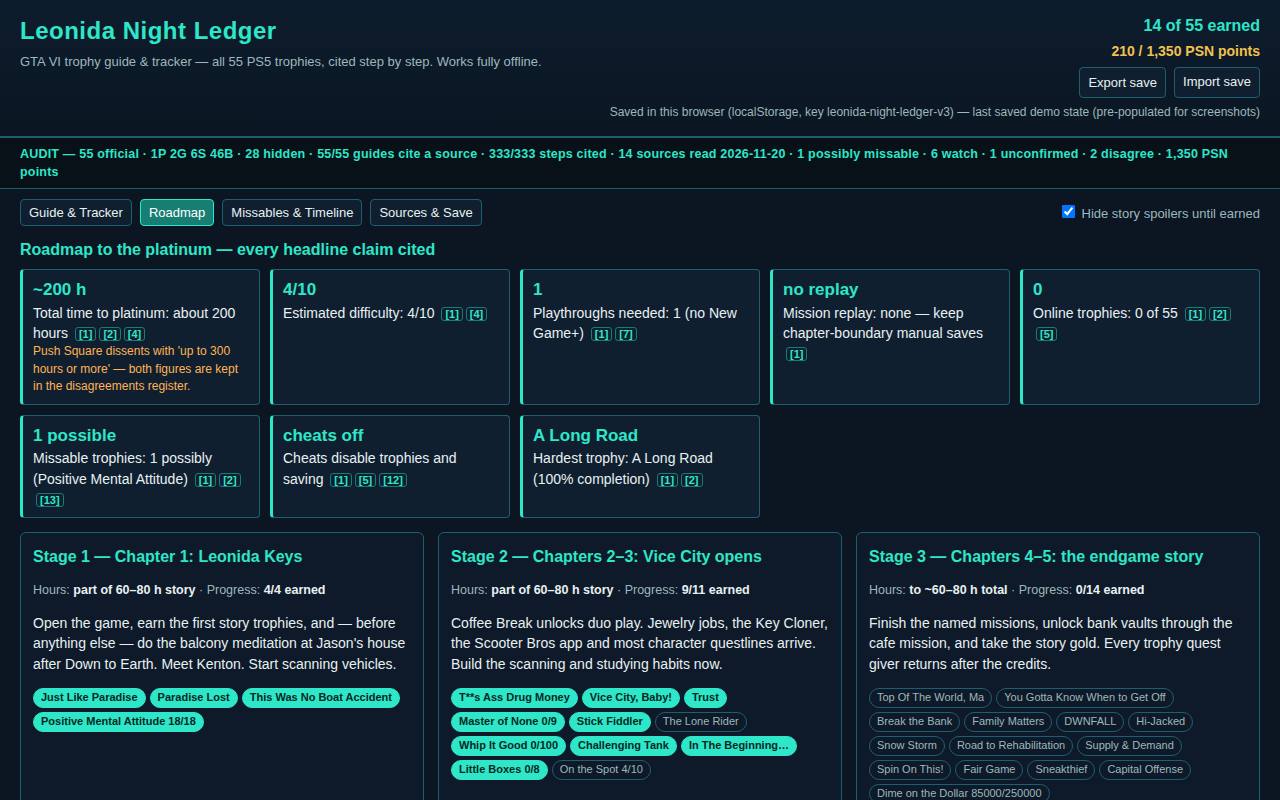 Leonida Night Ledger
GTA VI trophy guide & tracker — all 55 PS5 trophies, cited step by step. Works fully offline.
14 of 55 earned
210 / 1,350 PSN points
Export save
Import save
Saved in this browser (localStorage, key leonida-night-ledger-v3) — last saved demo state (pre-populated for screenshots)
AUDIT — 55 official · 1P 2G 6S 46B · 28 hidden · 55/55 guides cite a source · 333/333 steps cited · 14 sources read 2026-11-20 · 1 possibly missable · 6 watch · 1 unconfirmed · 2 disagree · 1,350 PSN
points
Guide & Tracker
Roadmap
Missables & Timeline
Sources & Save
Hide story spoilers until earned
Roadmap to the platinum — every headline claim cited
~200 h
Total time to platinum: about 200
hours [1] [2] [4]
Push Square dissents with 'up to 300
hours or more' — both figures are kept
in the disagreements register.
4/10
Estimated difficulty: 4/10 [1] [4]
1
Playthroughs needed: 1 (no New
Game+) [1] [7]
no replay
Mission replay: none — keep
chapter-boundary manual saves
[1]
0
Online trophies: 0 of 55 [1] [2]
[5]
1 possible
Missable trophies: 1 possibly
(Positive Mental Attitude) [1] [2]
[13]
cheats off
Cheats disable trophies and
saving [1] [5] [12]
A Long Road
Hardest trophy: A Long Road
(100% completion) [1] [2]
Stage 1 — Chapter 1: Leonida Keys
Hours: part of 60–80 h story · Progress: 4/4 earned
Open the game, earn the first story trophies, and — before
anything else — do the balcony meditation at Jason's house
after Down to Earth. Meet Kenton. Start scanning vehicles.
Just Like Paradise
Paradise Lost
This Was No Boat Accident
Positive Mental Attitude 18/18
Stage 2 — Chapters 2–3: Vice City opens
Hours: part of 60–80 h story · Progress: 9/11 earned
Coffee Break unlocks duo play. Jewelry jobs, the Key Cloner,
the Scooter Bros app and most character questlines arrive.
Build the scanning and studying habits now.
T**s Ass Drug Money
Vice City, Baby!
Trust
Master of None 0/9
Stick Fiddler
The Lone Rider
Whip It Good 0/100
Challenging Tank
In The Beginning…
Little Boxes 0/8
On the Spot 4/10
Stage 3 — Chapters 4–5: the endgame story
Hours: to ~60–80 h total · Progress: 0/14 earned
Finish the named missions, unlock bank vaults through the
cafe mission, and take the story gold. Every trophy quest
giver returns after the credits.
Top Of The World, Ma
You Gotta Know When to Get Off
Break the Bank
Family Matters
DWNFALL
Hi-Jacked
Snow Storm
Road to Rehabilitation
Supply & Demand
Spin On This!
Fair Game
Sneakthief
Capital Offense
Dime on the Dollar 85000/250000